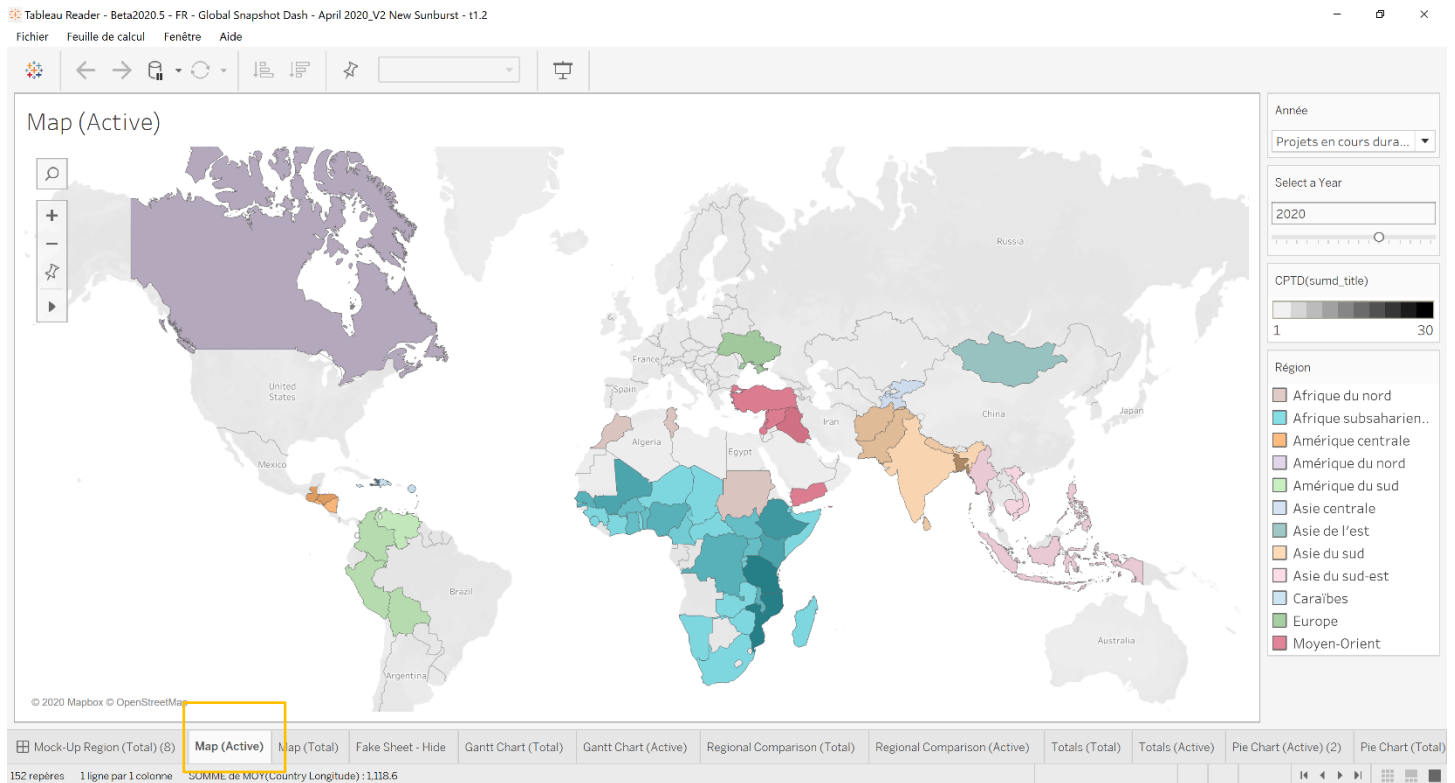 Tableau Reader - Beta2020.5 - FR - Global Snapshot Dash - April 2020_V2 New Sunburst - t1.2
Fichier Feuille de calcul Fenêtre Aide
Map (Active)
Russia
France
Spain
United
States
Mexico
Algeria
Egypt
Iran
China
Japan
Brazil
Argentina
Australia
© 2020 Mapbox © OpenStreetMap
Année
Projets en cours dura...
Select a Year
2020
CPTD(sumd_title)
1 30
Région
Afrique du nord
Afrique subsaharien..
Amérique centrale
Amérique du nord
Amérique du sud
Asie centrale
Asie de l'est
Asie du sud
Asie du sud-est
Caraïbes
Europe
Moyen-Orient
Mock-Up Region (Total) (8) Map (Active) Map (Total) Fake Sheet - Hide Gantt Chart (Total) Gantt Chart (Active) Regional Comparison (Total) Regional Comparison (Active) Totals (Total) Totals (Active) Pie Chart (Active) (2) Pie Chart (Total)
152 repères 1 ligne par 1 colonne SOMME de MOY(Country Longitude) : 1,118.6